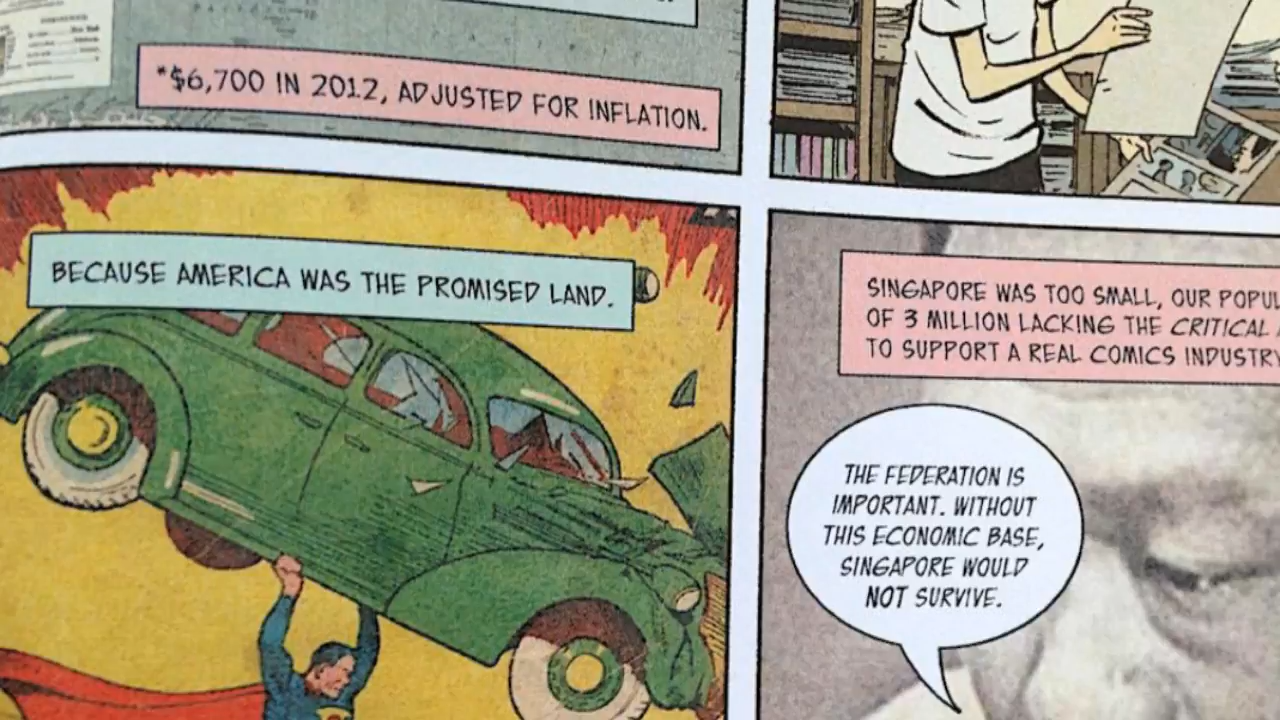 *$6,700 IN 2012, ADJUSTED FOR INFLATION.
BECAUSE AMERICA WAS THE PROMISED LAND.
SINGAPORE WAS TOO SMALL, OUR
OF 3 MILLION LACKING THE CRITICAL
TO SUPPORT A REAL COMICS INDUSTRY
THE FEDERATION IS
IMPORTANT. WITHOUT
THIS ECONOMIC BASE,
SINGAPORE WOULD
NOT SURVIVE.